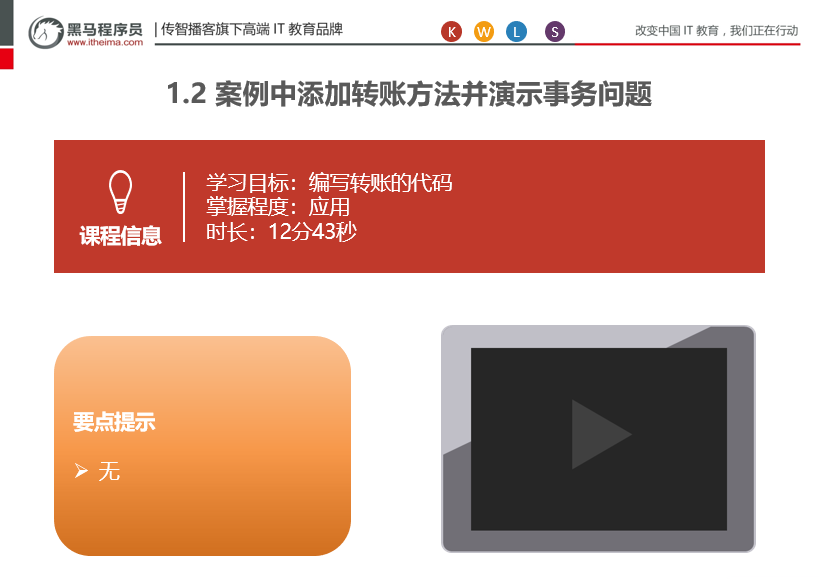 黑马程序员
www.itheima.com
传智播客旗下高端 IT 教育品牌
K W L S
改变中国 IT 教育，我们正在行动
1.2 案例中添加转账方法并演示事务问题
学习目标：编写转账的代码
掌握程度：应用
时长：12分43秒
课程信息
要点提示
➢ 无